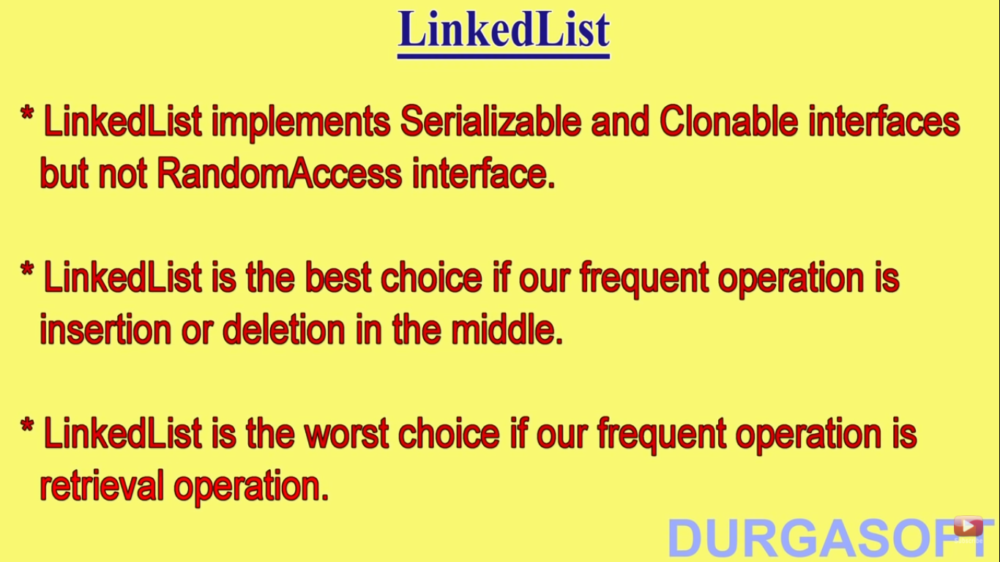 LinkedList
* LinkedList implements Serializable and Clonable interfaces
but not RandomAccess interface.
* LinkedList is the best choice if our frequent operation is
insertion or deletion in the middle.
* LinkedList is the worst choice if our frequent operation is
retrieval operation.
DURGASOFT